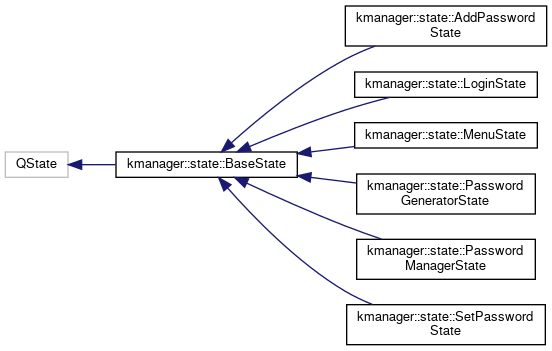 kmanager::state::AddPassword
State
kmanager::state::LoginState
kmanager::state::MenuState
QState
kmanager::state::BaseState
kmanager::state::Password
GeneratorState
kmanager::state::Password
ManagerState
kmanager::state::SetPassword
State